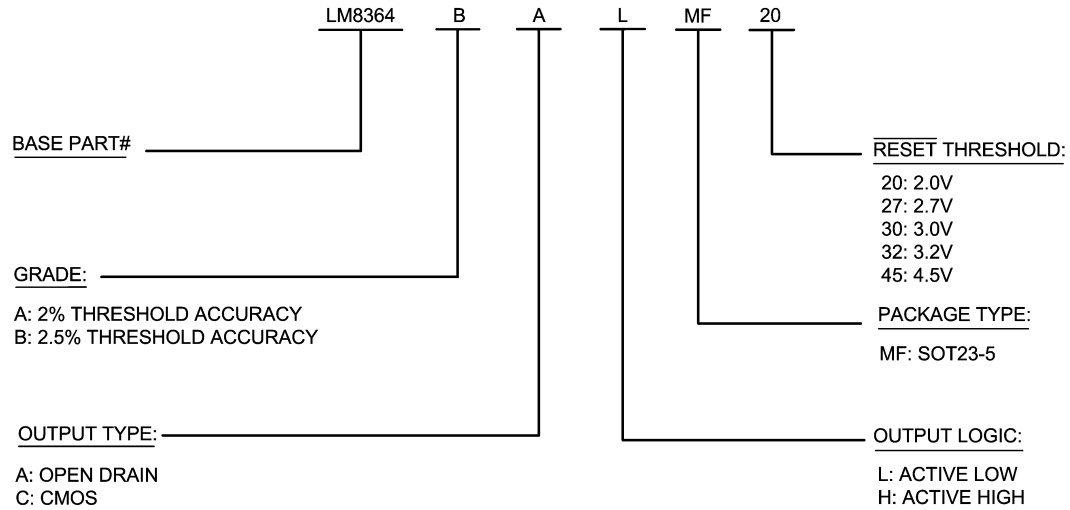 LM8364 B A L MF 20
BASE PART#
RESET THRESHOLD:
20: 2.0V
27: 2.7V
30: 3.0V
32: 3.2V
45: 4.5V
GRADE:
A: 2% THRESHOLD ACCURACY
B: 2.5% THRESHOLD ACCURACY
PACKAGE TYPE:
MF: SOT23-5
OUTPUT TYPE:
A: OPEN DRAIN
C: CMOS
OUTPUT LOGIC:
L: ACTIVE LOW
H: ACTIVE HIGH